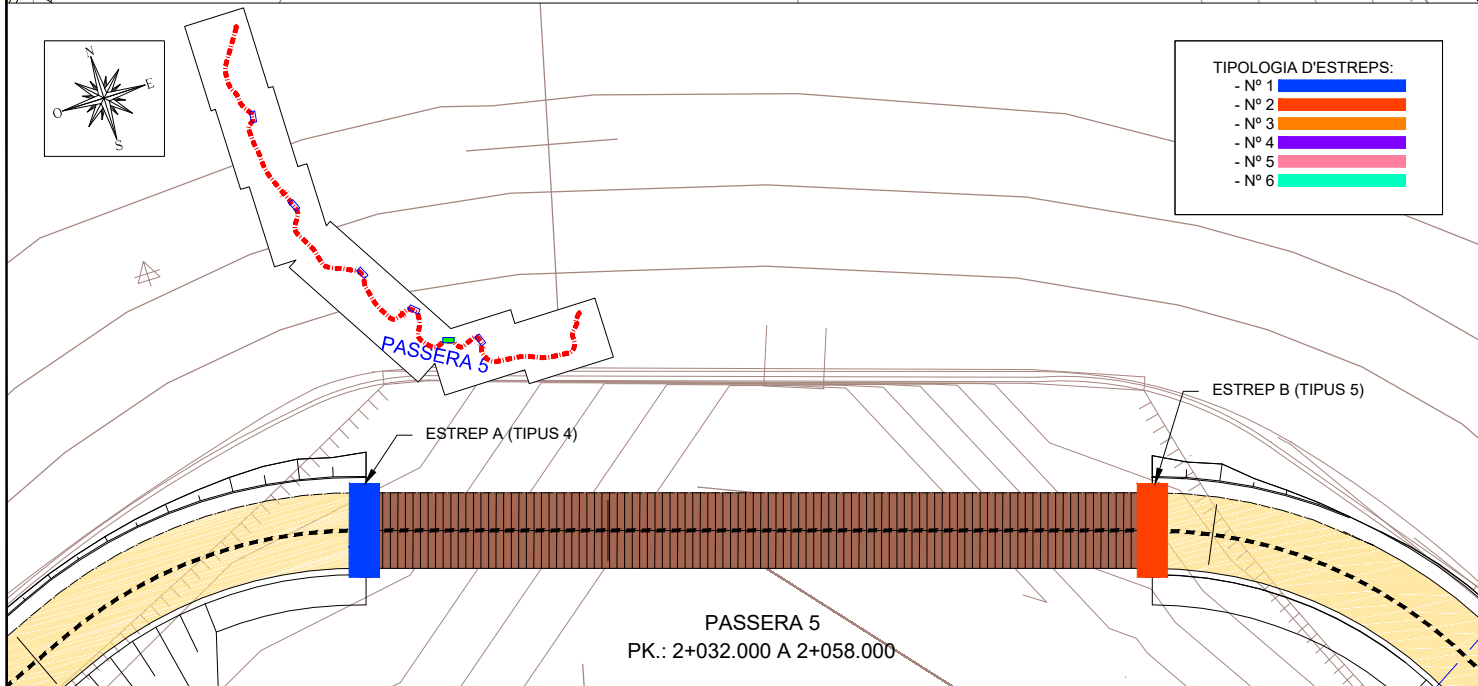 N
E
O
S
TIPOLOGIA D'ESTREPS:
- Nº 1
- Nº 2
- Nº 3
- Nº 4
- Nº 5
- Nº 6
PASSERA 5
ESTREP A (TIPUS 4)
ESTREP B (TIPUS 5)
PASSERA 5
PK.: 2+032.000 A 2+058.000